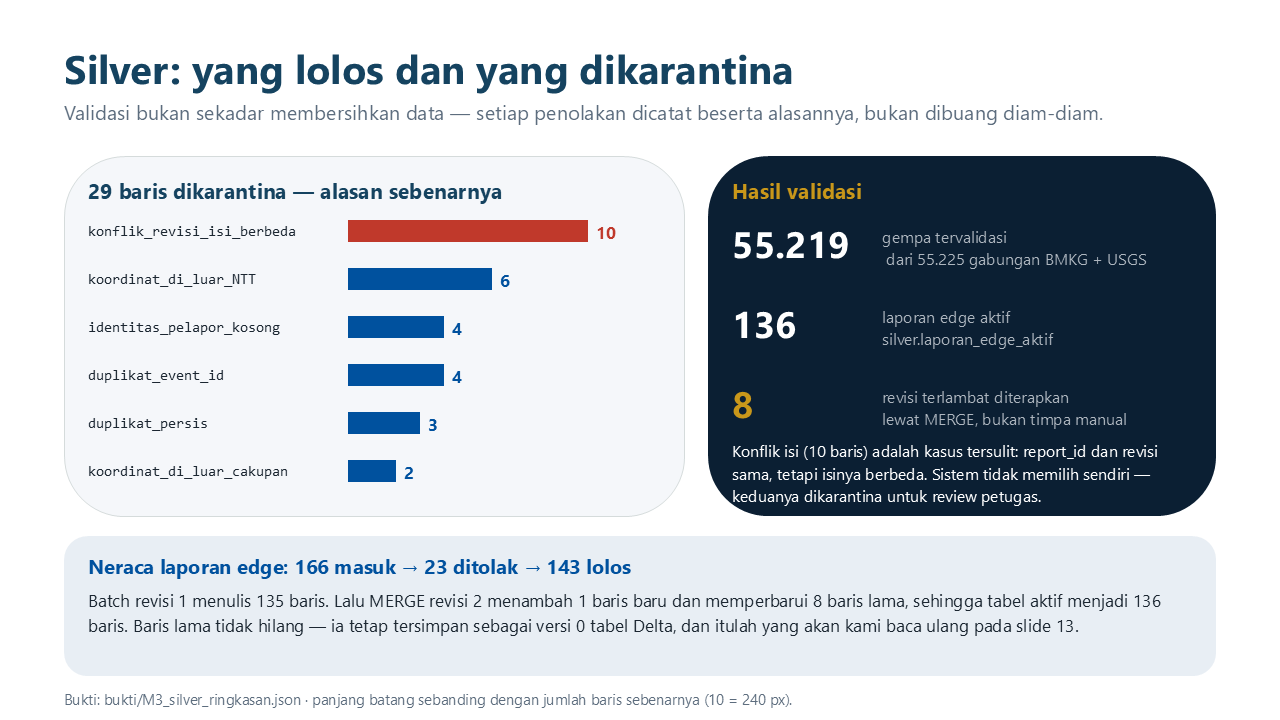 Silver: yang lolos dan yang dikarantina
Validasi bukan sekadar membersihkan data — setiap penolakan dicatat beserta alasannya, bukan dibuang diam-diam.
29 baris dikarantina — alasan sebenarnya
konflik_revisi_isi_berbeda 10
koordinat_di_luar_NTT 6
identitas_pelapor_kosong 4
duplikat_event_id 4
duplikat_persis 3
koordinat_di_luar_cakupan 2
Hasil validasi
55.219
gempa tervalidasi
dari 55.225 gabungan BMKG + USGS
136
laporan edge aktif
silver.laporan_edge_aktif
8
revisi terlambat diterapkan
lewat MERGE, bukan timpa manual
Konflik isi (10 baris) adalah kasus tersulit: report_id dan revisi
sama, tetapi isinya berbeda. Sistem tidak memilih sendiri —
keduanya dikarantina untuk review petugas.
Neraca laporan edge: 166 masuk → 23 ditolak → 143 lolos
Batch revisi 1 menulis 135 baris. Lalu MERGE revisi 2 menambah 1 baris baru dan memperbarui 8 baris lama, sehingga tabel aktif menjadi 136
baris. Baris lama tidak hilang — ia tetap tersimpan sebagai versi 0 tabel Delta, dan itulah yang akan kami baca ulang pada slide 13.
Bukti: bukti/M3_silver_ringkasan.json · panjang batang sebanding dengan jumlah baris sebenarnya (10 = 240 px).